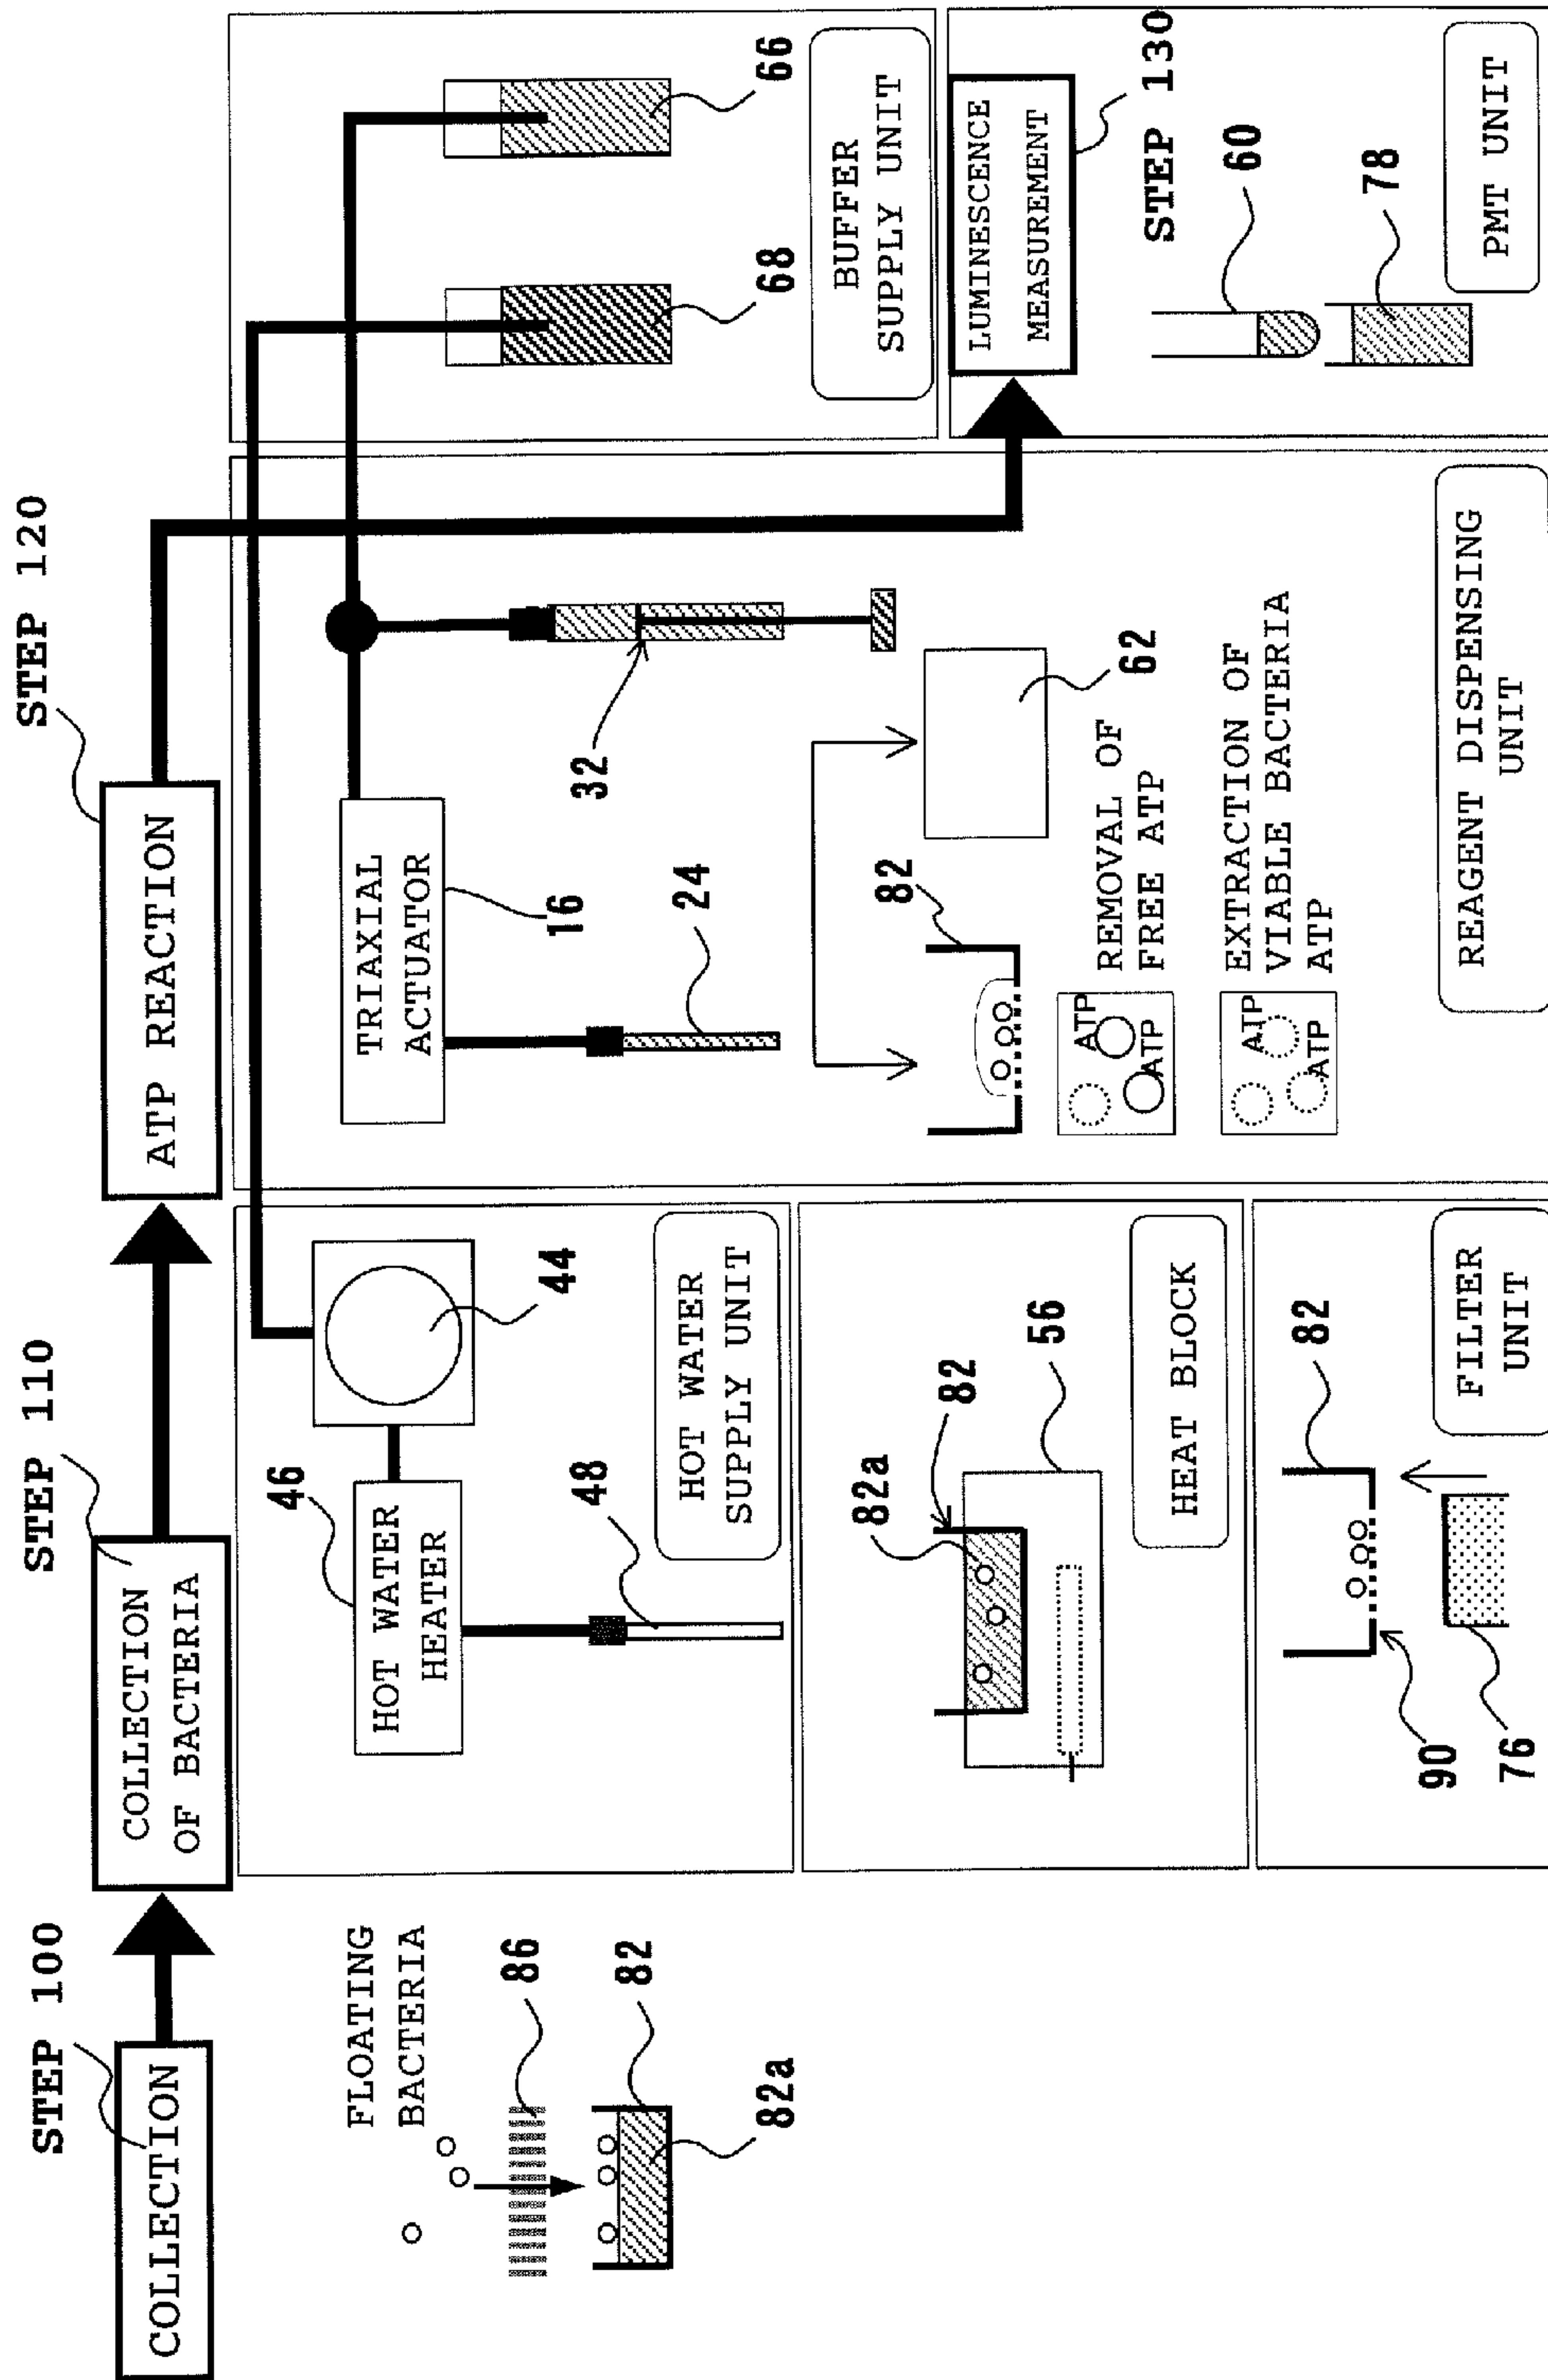 STEP 100
COLLECTION
STEP 110
COLLECTION
OF BACTERIA
STEP 120
ATP REACTION
FLOATING
BACTERIA
86
82
82a
46
HOT WATER
HEATER
44
48
HOT WATER
SUPPLY UNIT
82a
82
56
HEAT BLOCK
82
90
76
FILTER
UNIT
TRIAXIAL
ACTUATOR
16
24
32
82
62
ATP
ATP
REMOVAL OF
FREE ATP
ATP
ATP
EXTRACTION OF
VIABLE BACTERIA
ATP
REAGENT DISPENSING
UNIT
68
66
BUFFER
SUPPLY UNIT
LUMINESCENCE
MEASUREMENT
STEP 130
60
78
PMT UNIT